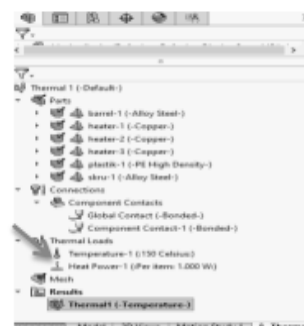 Thermal 1 (-Default-)
Parts
barrel-1 (-Alloy Steel-)
heater-1 (-Copper-)
heater-2 (-Copper-)
heater-3 (-Copper-)
plastik-1 (-PE High Density-)
skru-1 (-Alloy Steel-)
Connections
Component Contacts
Global Contact (-Bonded-)
Component Contact-1 (-Bonded-)
Thermal Loads
Temperature-1 (:150 Celsius:)
Heat Power-1 (:Per item: 1.000 W:)
Mesh
Results
Thermal1 (-Temperature-)